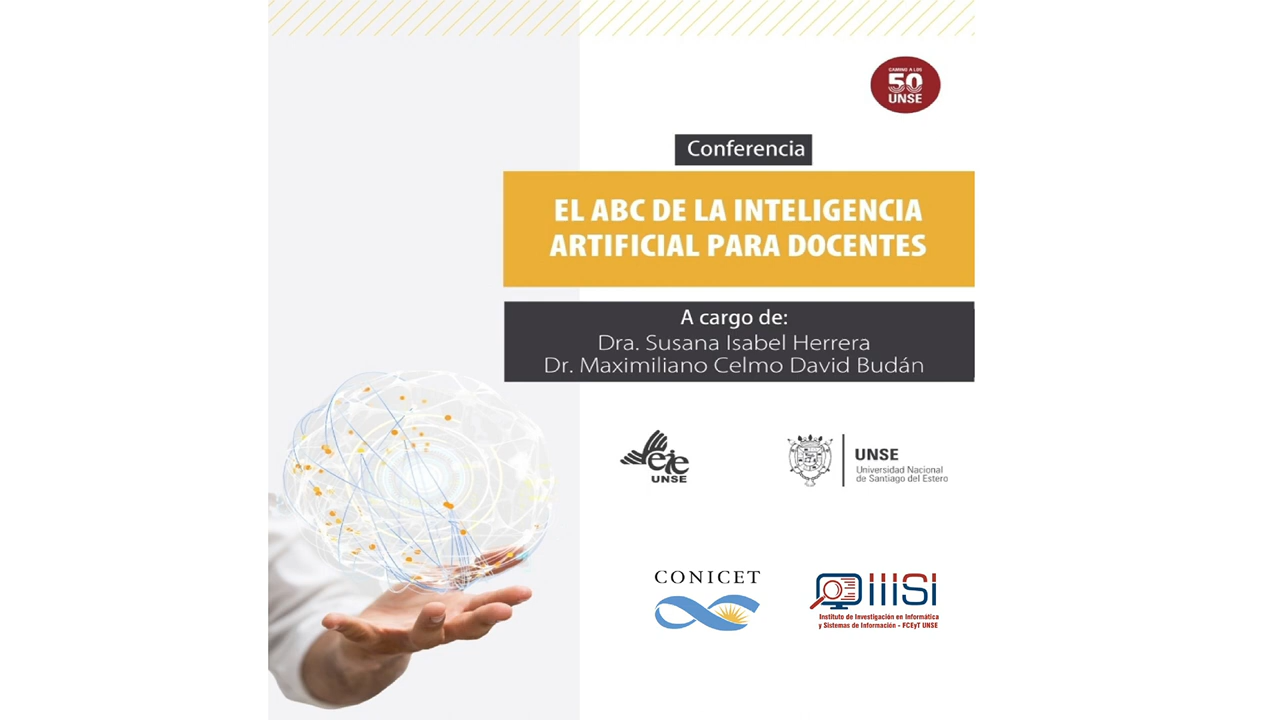 CAMINO A LOS
50
UNSE
Conferencia
EL ABC DE LA INTELIGENCIA
ARTIFICIAL PARA DOCENTES
A cargo de:
Dra. Susana Isabel Herrera
Dr. Maximiliano Celmo David Budán
eie
UNSE
UNSE
Universidad Nacional
de Santiago del Estero
CONICET
IIISI
Instituto de Investigación en Informática
y Sistemas de Información - FCEyT UNSE